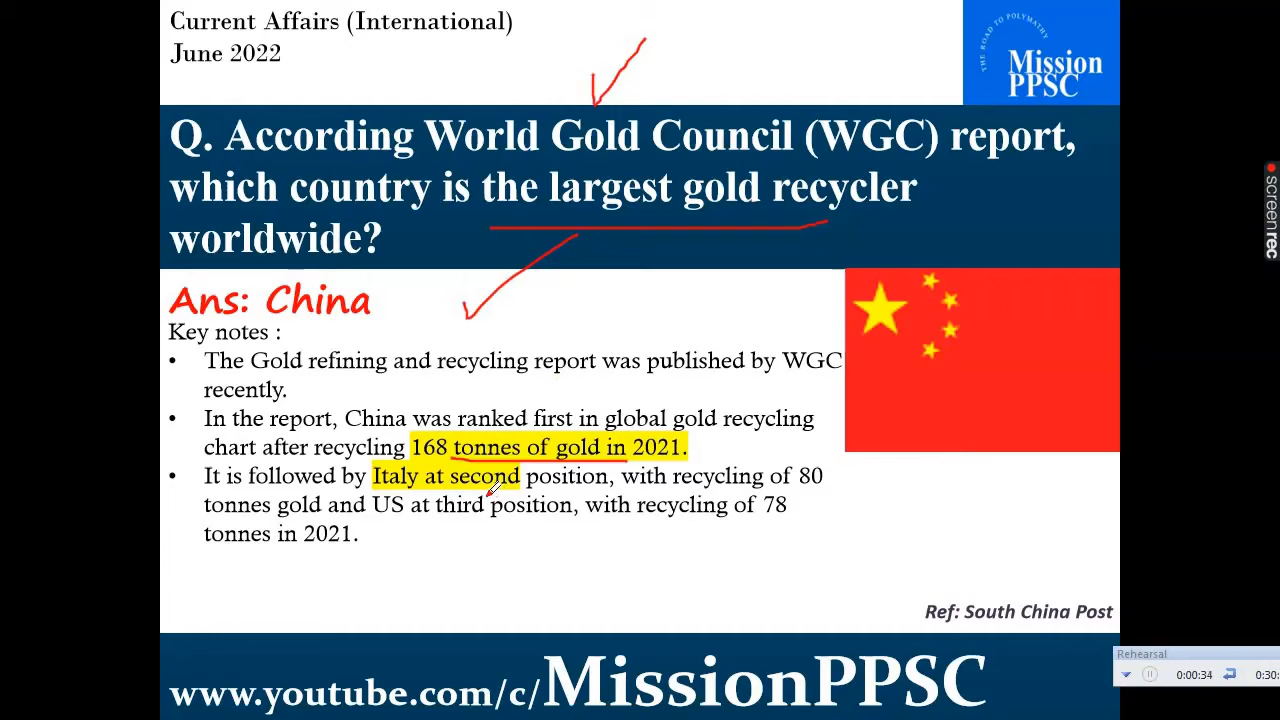 Current Affairs (International)
June 2022
THE ROAD TO POLYMATHY
Mission
PPSC
Q. According World Gold Council (WGC) report,
which country is the largest gold recycler
worldwide?
Ans: China
Key notes :
• The Gold refining and recycling report was published by WGC
recently.
• In the report, China was ranked first in global gold recycling
chart after recycling 168 tonnes of gold in 2021.
• It is followed by Italy at second position, with recycling of 80
tonnes gold and US at third position, with recycling of 78
tonnes in 2021.
Ref: South China Post
www.youtube.com/c/MissionPPSC
screenrec
Rehearsal
0:00:34
0:30: